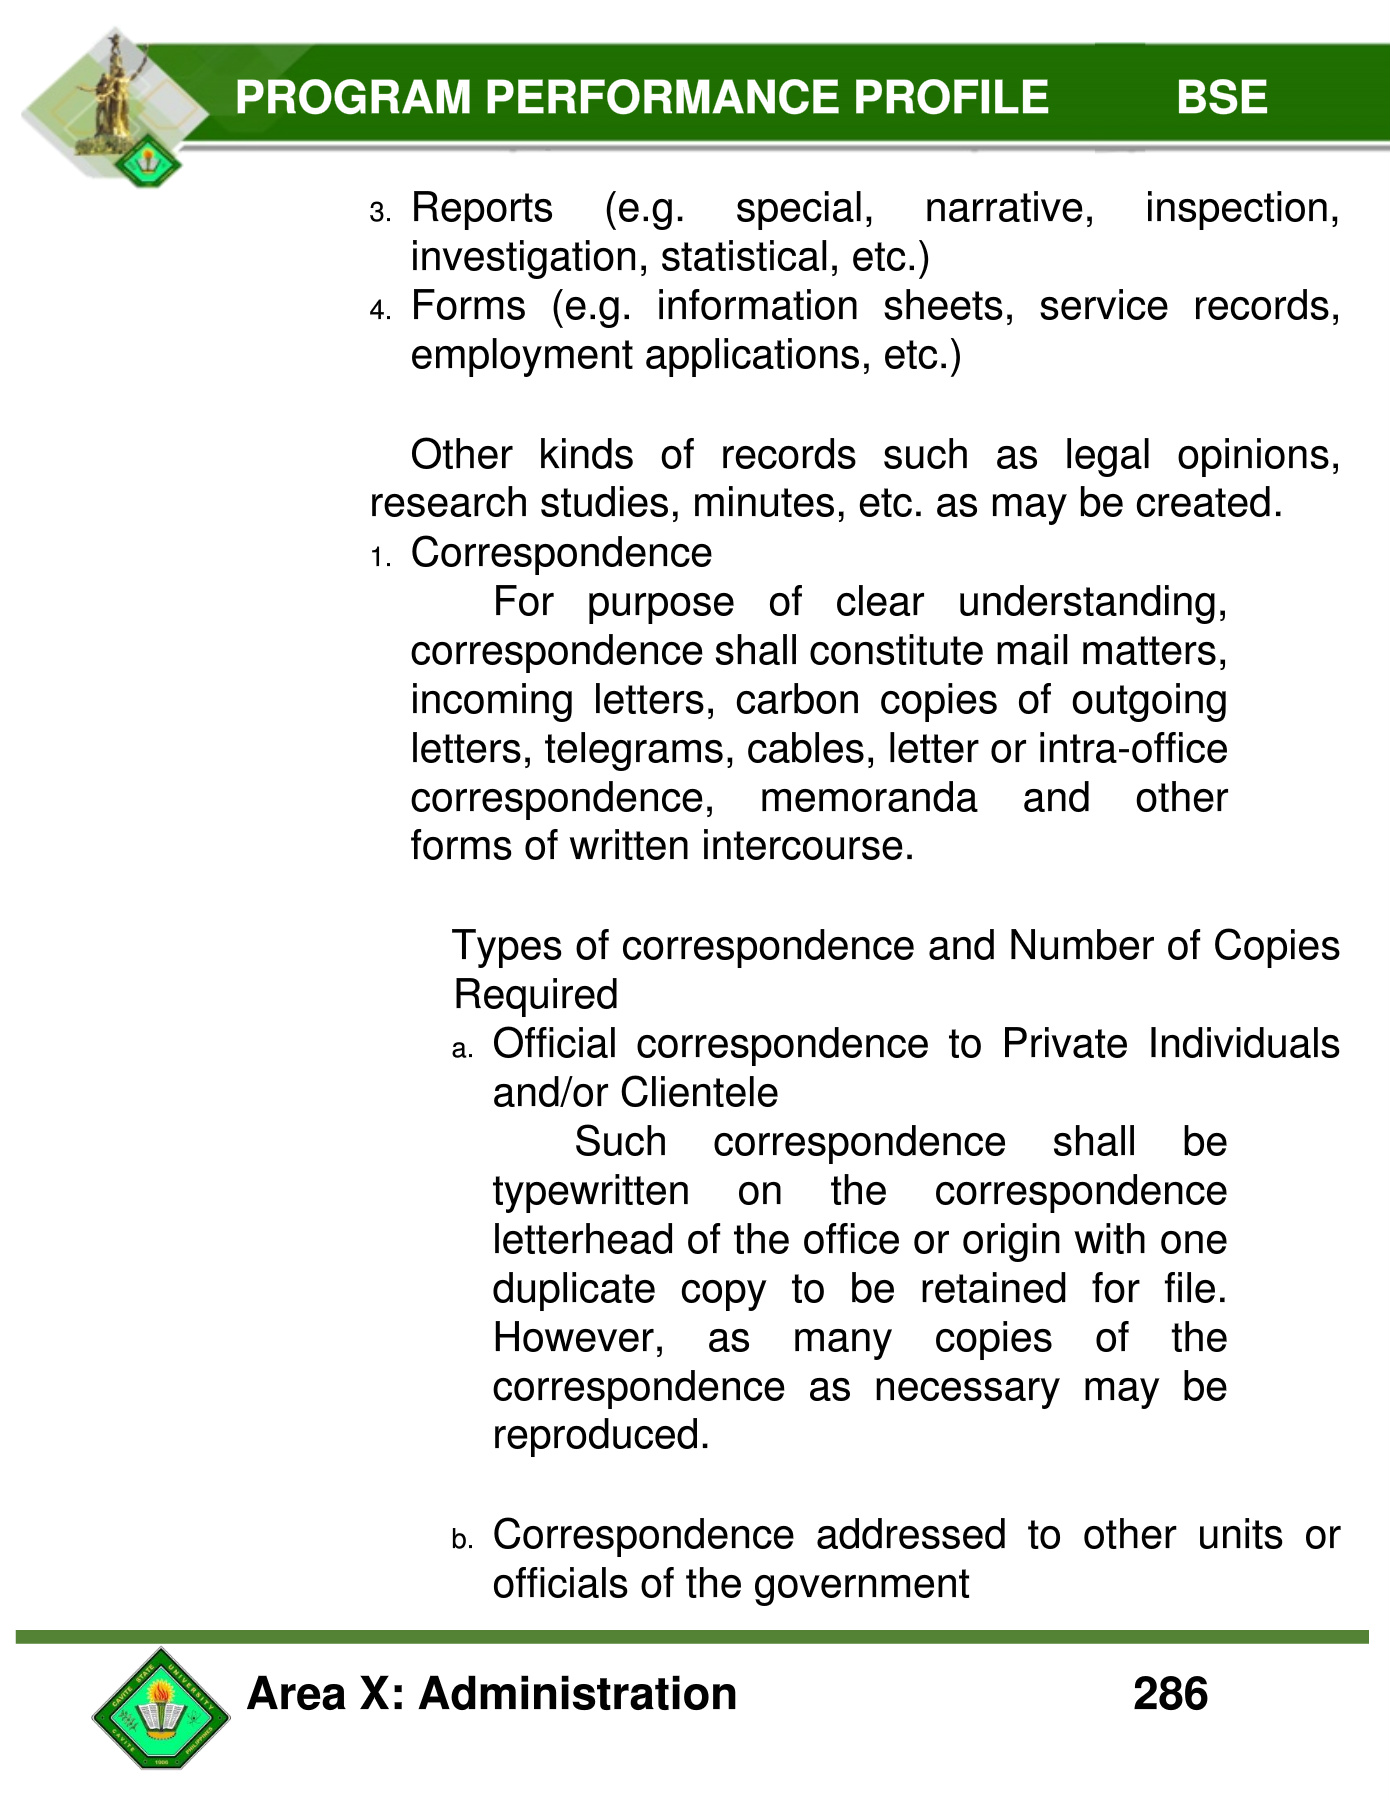 PROGRAM PERFORMANCE PROFILE BSE
3. Reports (e.g. special, narrative, inspection,
investigation, statistical, etc.)
4. Forms (e.g. information sheets, service records,
employment applications, etc.)
Other kinds of records such as legal opinions,
research studies, minutes, etc. as may be created.
1. Correspondence
For purpose of clear understanding,
correspondence shall constitute mail matters,
incoming letters, carbon copies of outgoing
letters, telegrams, cables, letter or intra-office
correspondence, memoranda and other
forms of written intercourse.
Types of correspondence and Number of Copies
Required
a. Official correspondence to Private Individuals
and/or Clientele
Such correspondence shall be
typewritten on the correspondence
letterhead of the office or origin with one
duplicate copy to be retained for file.
However, as many copies of the
correspondence as necessary may be
reproduced.
b. Correspondence addressed to other units or
officials of the government
CAVITE STATE UNIVERSITY
CAVITE 1906 PHILIPPINES
Area X: Administration 286